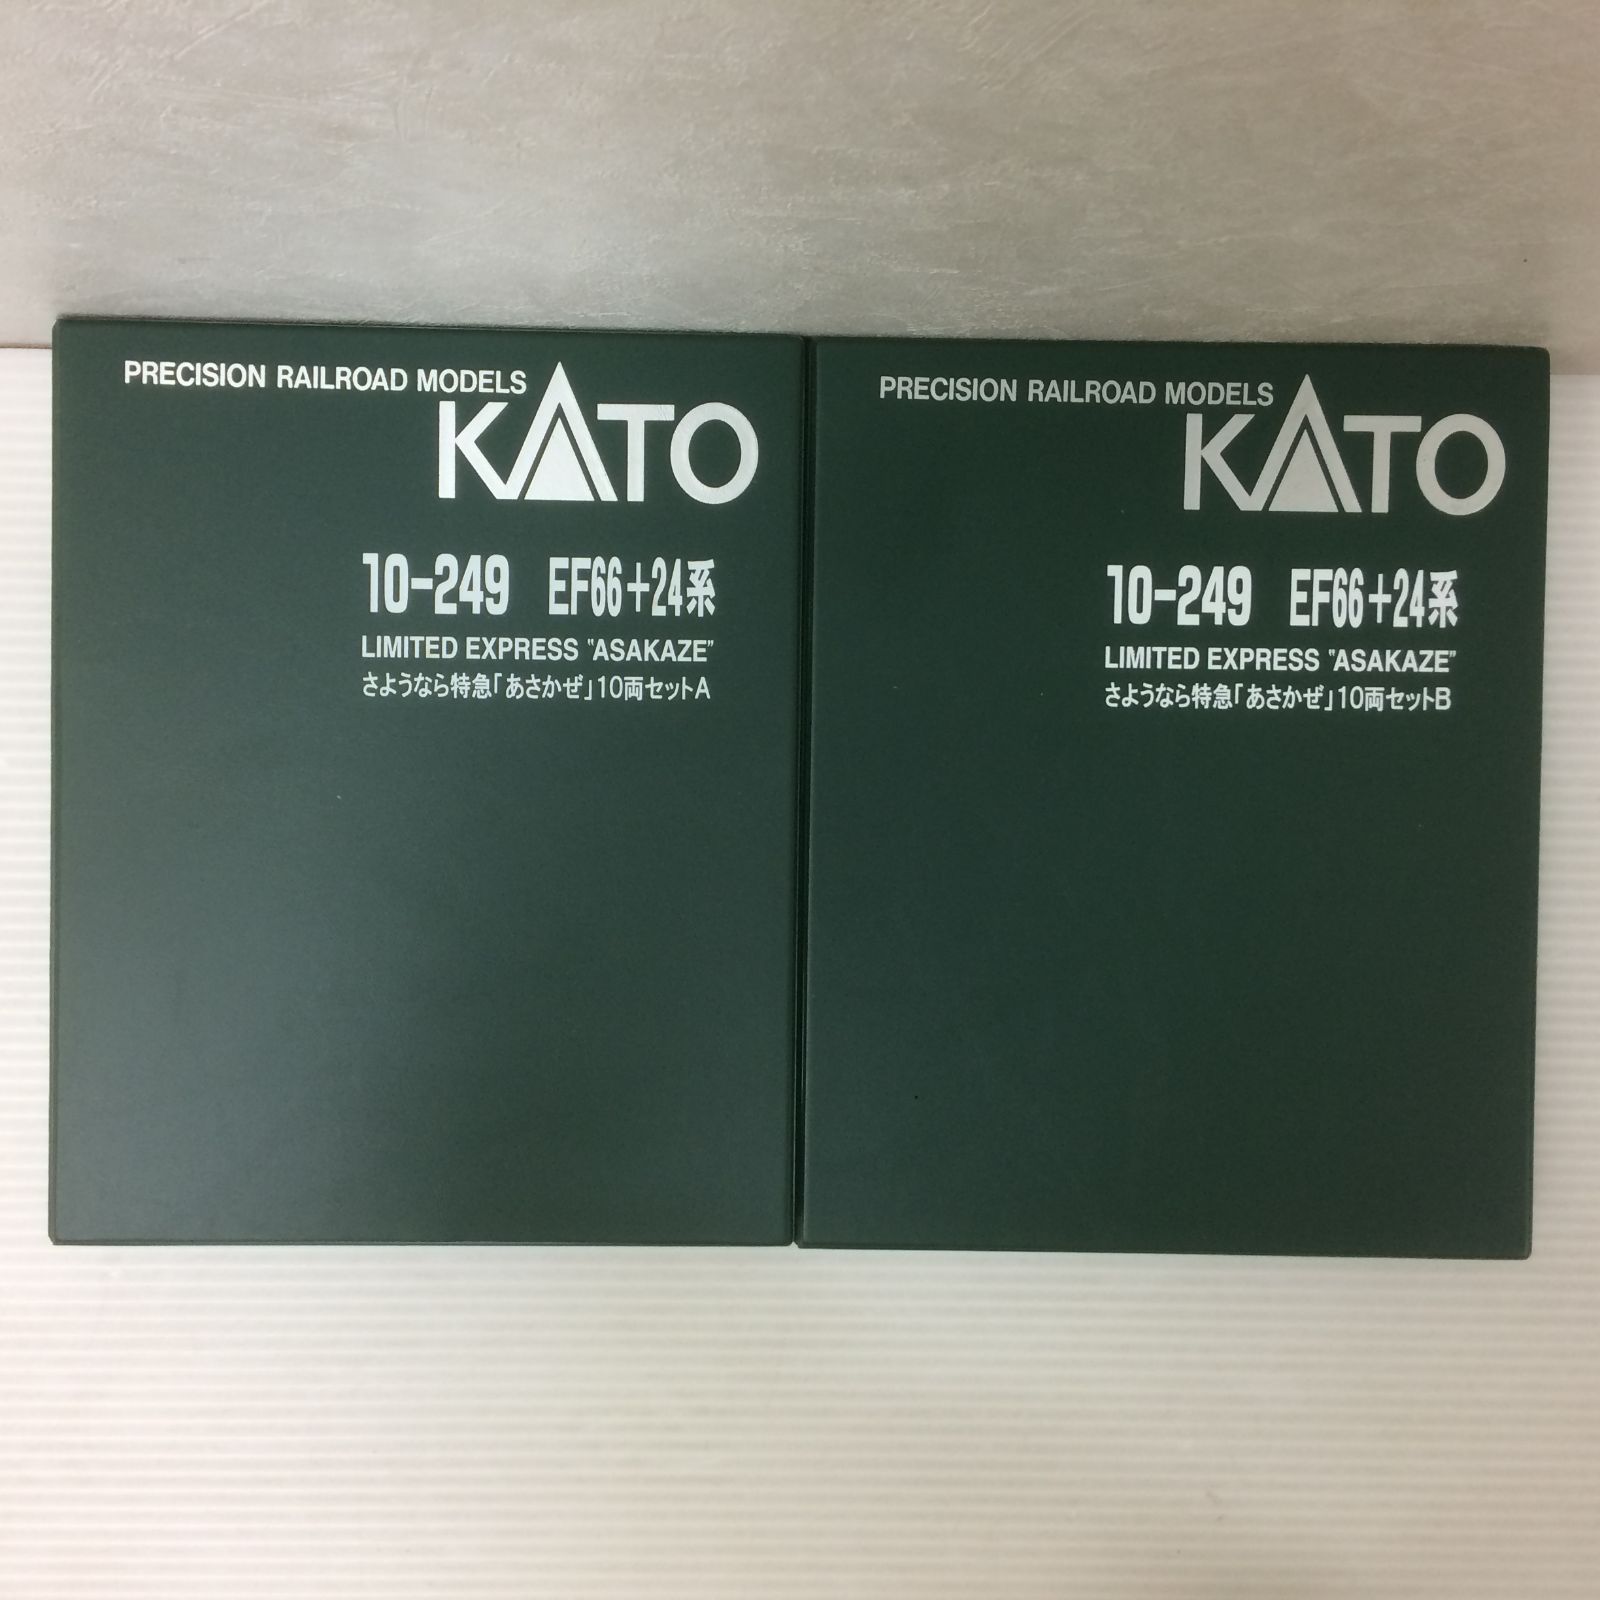 PRECISION RAILROAD MODELS
KATO
10-249 EF66+24系
LIMITED EXPRESS "ASAKAZE"
さようなら特急「あさかぜ」10両セットA
PRECISION RAILROAD MODELS
KATO
10-249 EF66+24系
LIMITED EXPRESS "ASAKAZE"
さようなら特急「あさかぜ」10両セットB